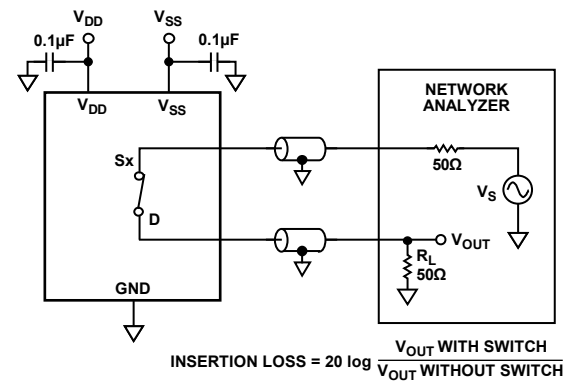 V_DD
V_SS
0.1µF
0.1µF
V_DD
V_SS
NETWORK
ANALYZER
Sx
50Ω
V_S
D
V_OUT
R_L
50Ω
GND
INSERTION LOSS = 20 log V_OUT WITH SWITCH
V_OUT WITHOUT SWITCH